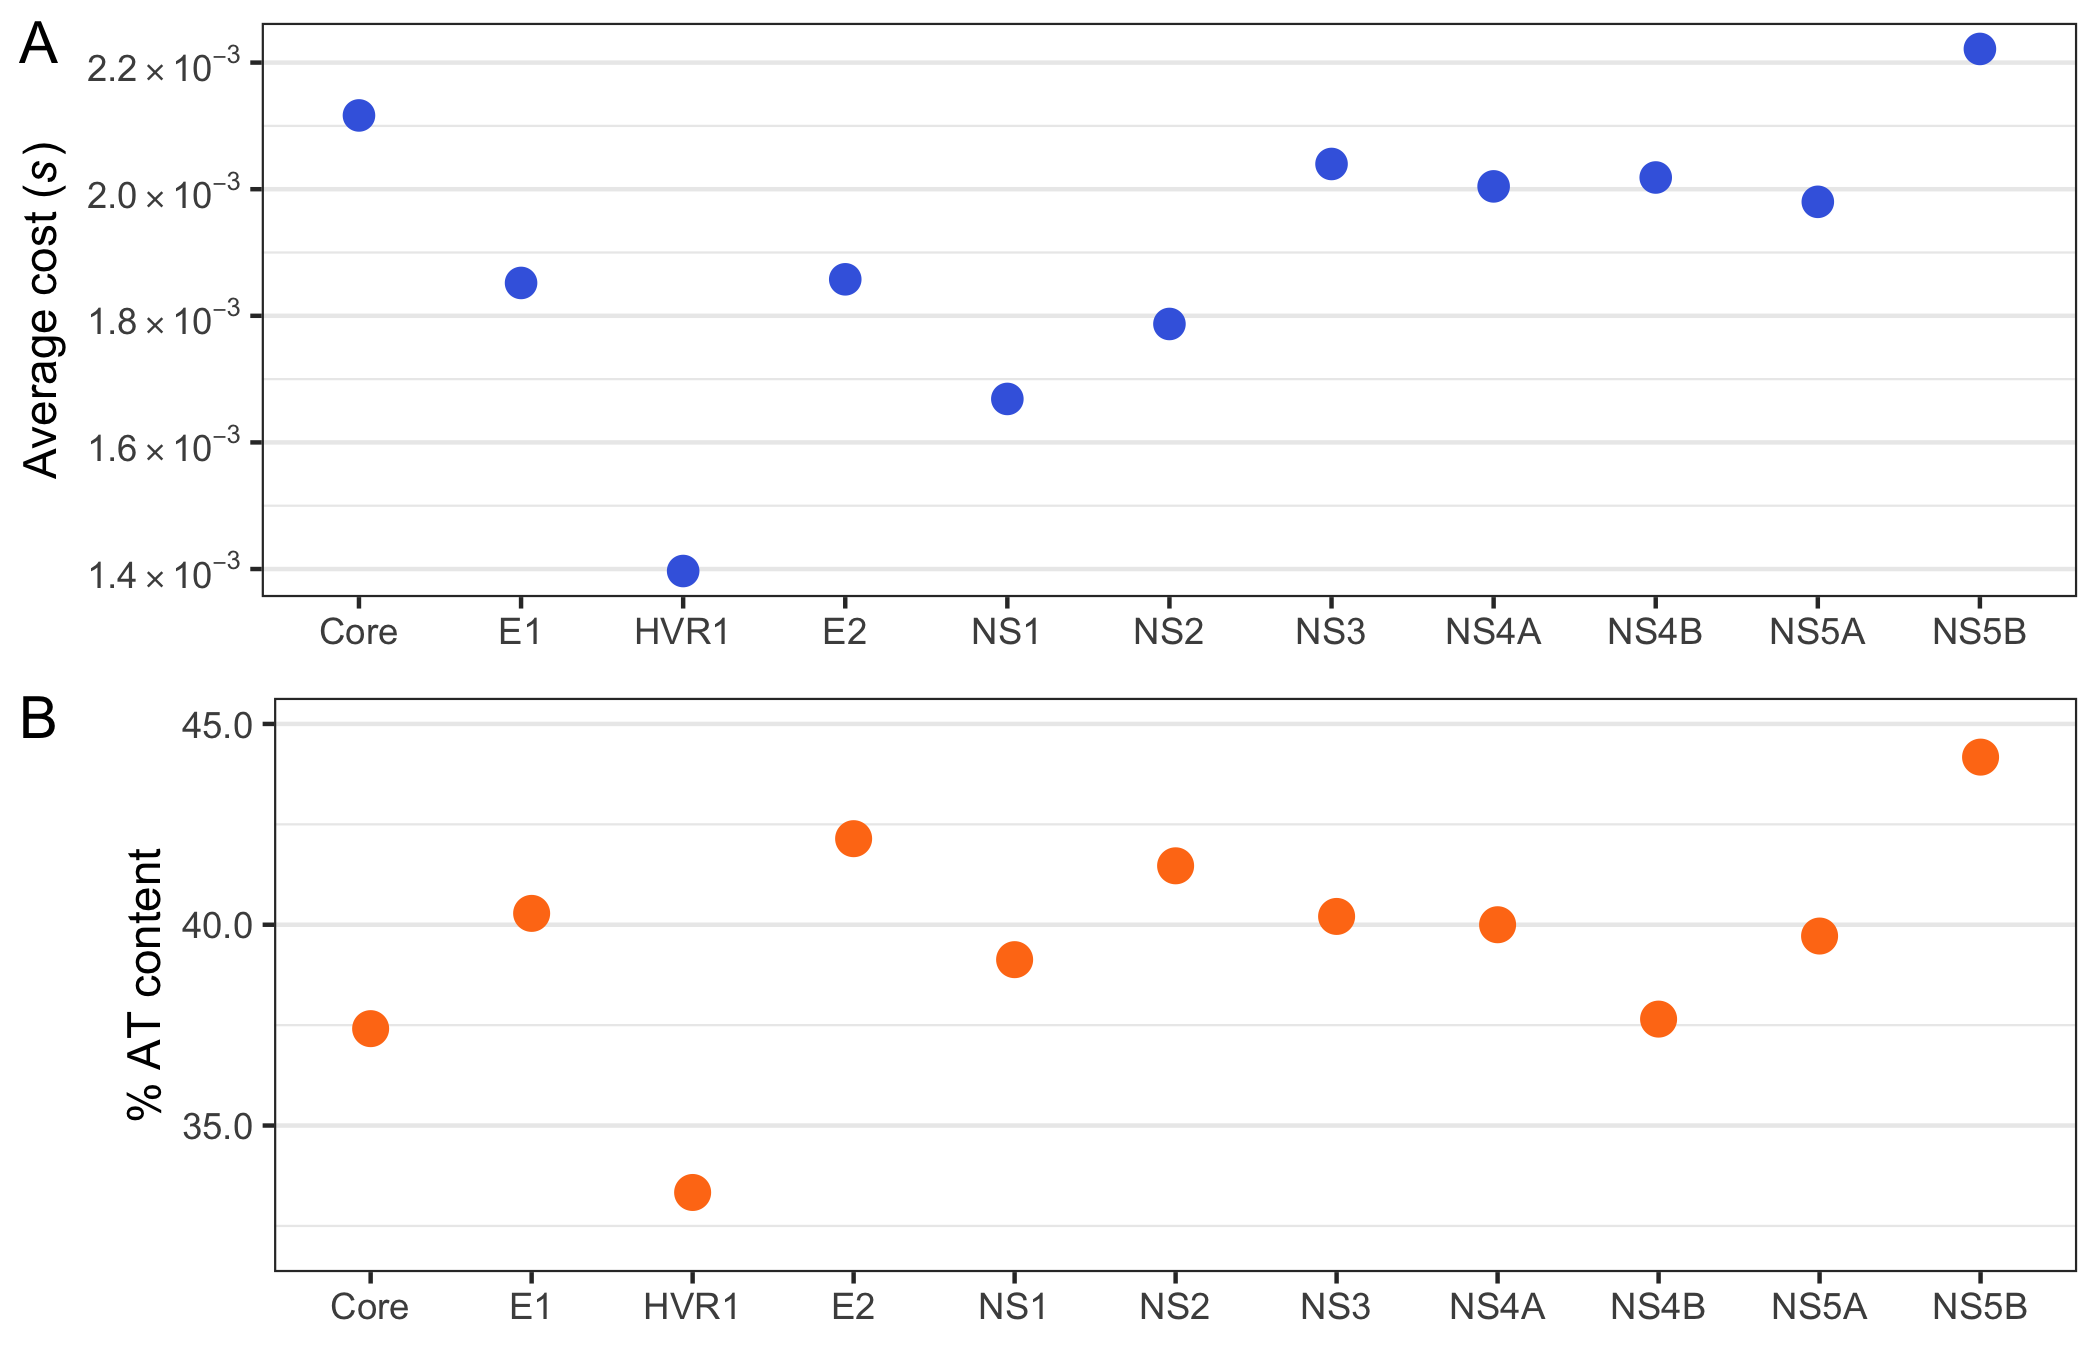 A
Average cost (s)
2.2 × 10⁻³
2.0 × 10⁻³
1.8 × 10⁻³
1.6 × 10⁻³
1.4 × 10⁻³
Core E1 HVR1 E2 NS1 NS2 NS3 NS4A NS4B NS5A NS5B
B
% AT content
45.0
40.0
35.0
Core E1 HVR1 E2 NS1 NS2 NS3 NS4A NS4B NS5A NS5B